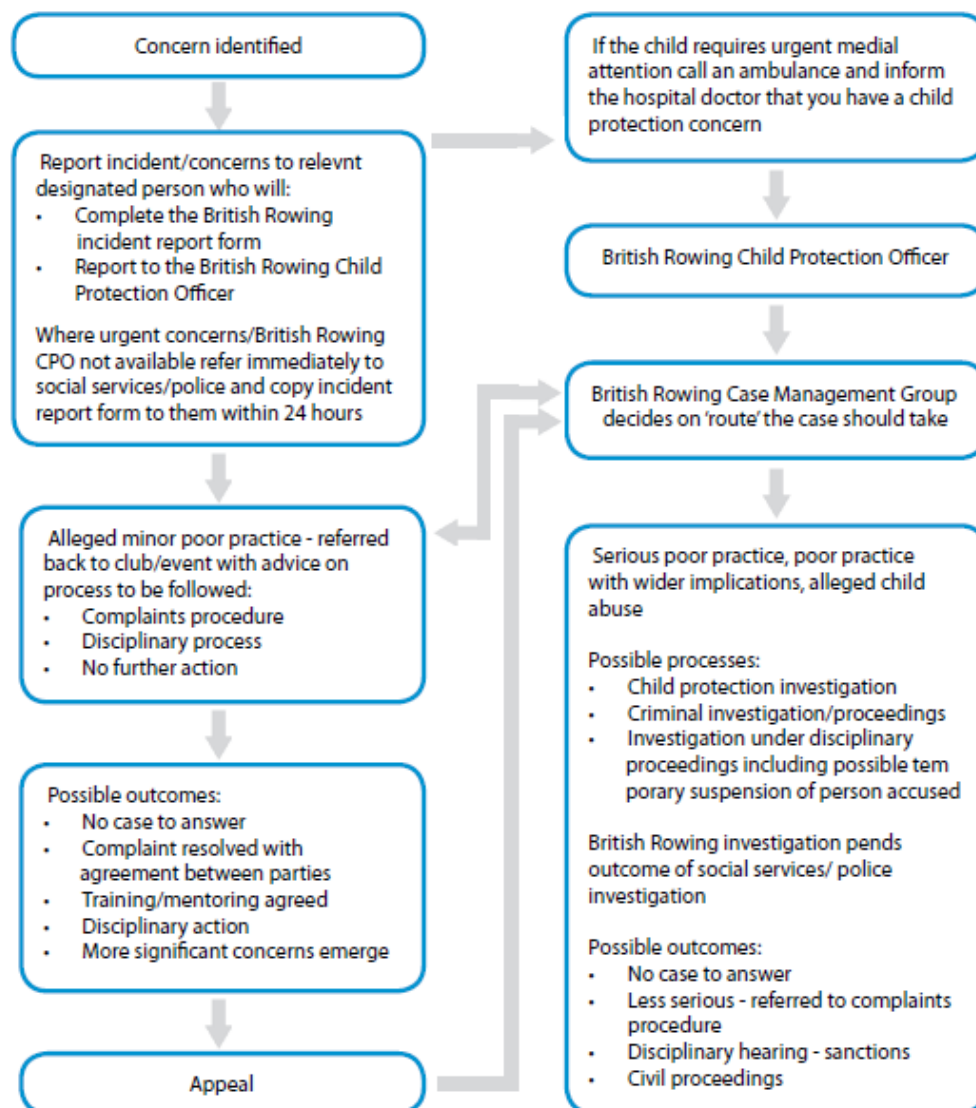 Concern identified
Report incident/concerns to relevnt
designated person who will:
• Complete the British Rowing
incident report form
• Report to the British Rowing Child
Protection Officer
Where urgent concerns/British Rowing
CPO not available refer immediately to
social services/police and copy incident
report form to them within 24 hours
Alleged minor poor practice - referred
back to club/event with advice on
process to be followed:
• Complaints procedure
• Disciplinary process
• No further action
Possible outcomes:
• No case to answer
• Complaint resolved with
agreement between parties
• Training/mentoring agreed
• Disciplinary action
• More significant concerns emerge
Appeal
If the child requires urgent medial
attention call an ambulance and inform
the hospital doctor that you have a child
protection concern
British Rowing Child Protection Officer
British Rowing Case Management Group
decides on ‘route’ the case should take
Serious poor practice, poor practice
with wider implications, alleged child
abuse
Possible processes:
• Child protection investigation
• Criminal investigation/proceedings
• Investigation under disciplinary
proceedings including possible tem
porary suspension of person accused
British Rowing investigation pends
outcome of social services/ police
investigation
Possible outcomes:
• No case to answer
• Less serious - referred to complaints
procedure
• Disciplinary hearing - sanctions
• Civil proceedings